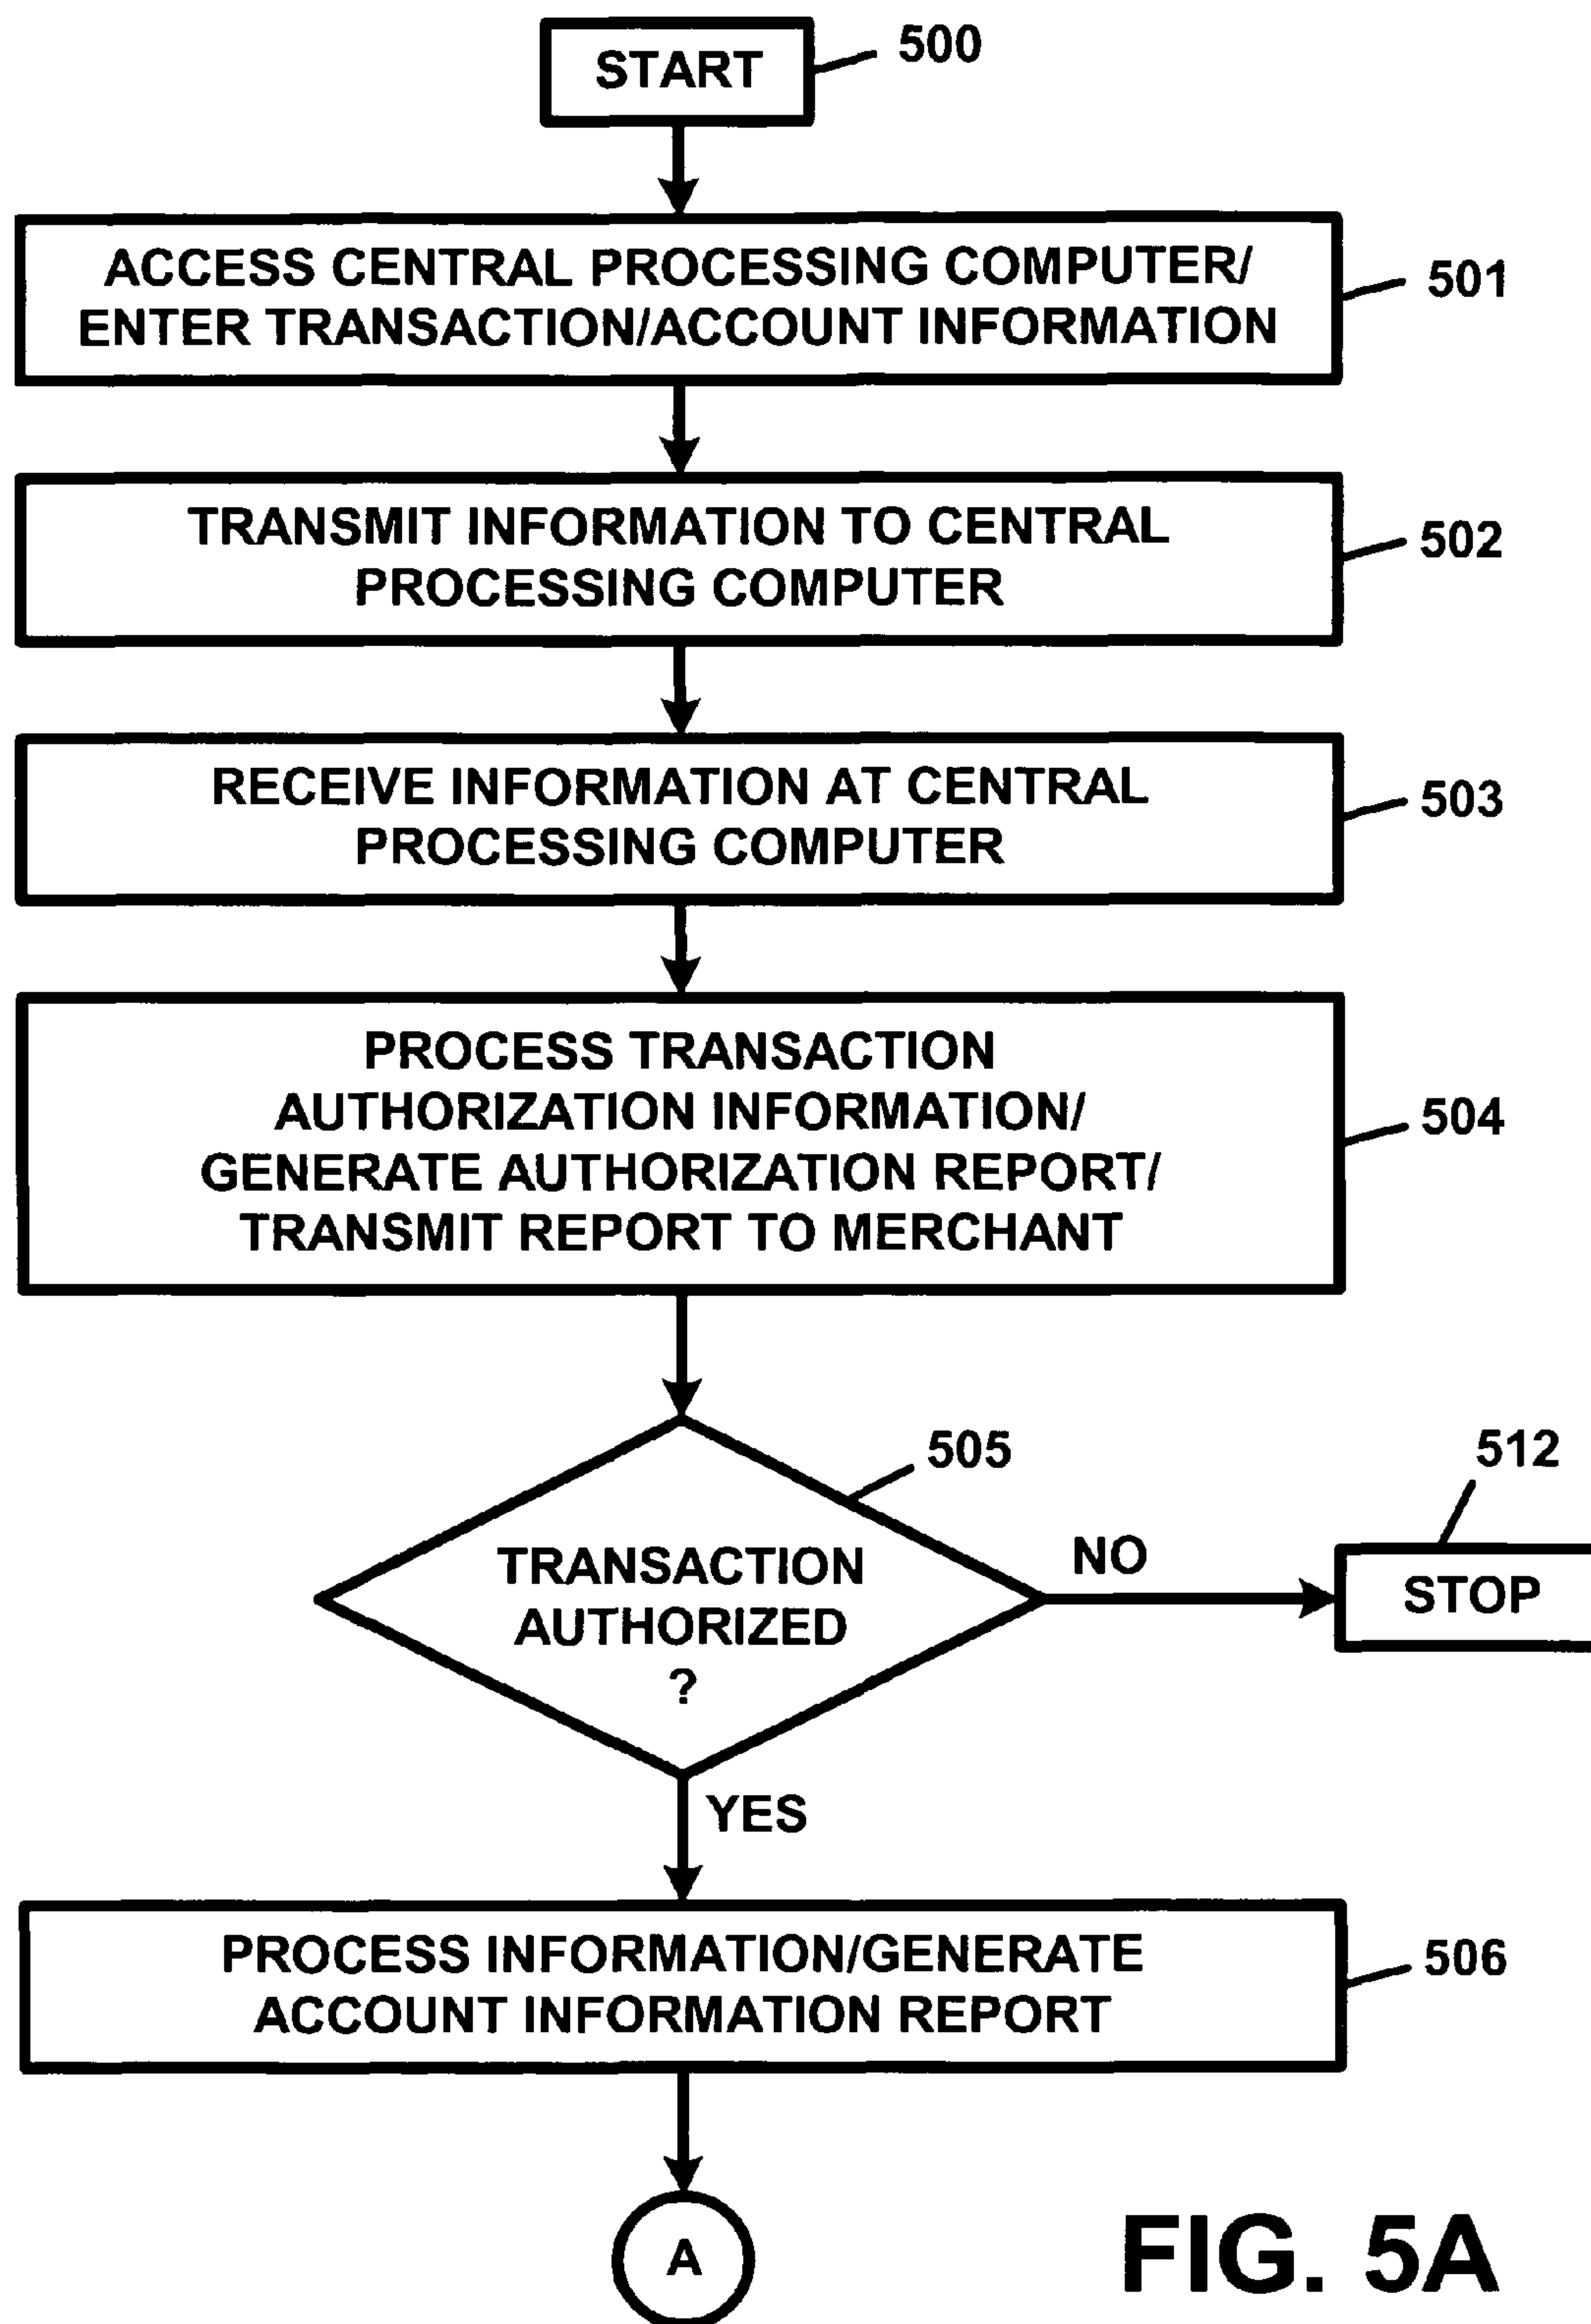 START
500
ACCESS CENTRAL PROCESSING COMPUTER/
ENTER TRANSACTION/ACCOUNT INFORMATION
501
TRANSMIT INFORMATION TO CENTRAL
PROCESSING COMPUTER
502
RECEIVE INFORMATION AT CENTRAL
PROCESSING COMPUTER
503
PROCESS TRANSACTION
AUTHORIZATION INFORMATION/
GENERATE AUTHORIZATION REPORT/
TRANSMIT REPORT TO MERCHANT
504
505
TRANSACTION
AUTHORIZED
?
NO
512
STOP
YES
PROCESS INFORMATION/GENERATE
ACCOUNT INFORMATION REPORT
506
A
FIG. 5A